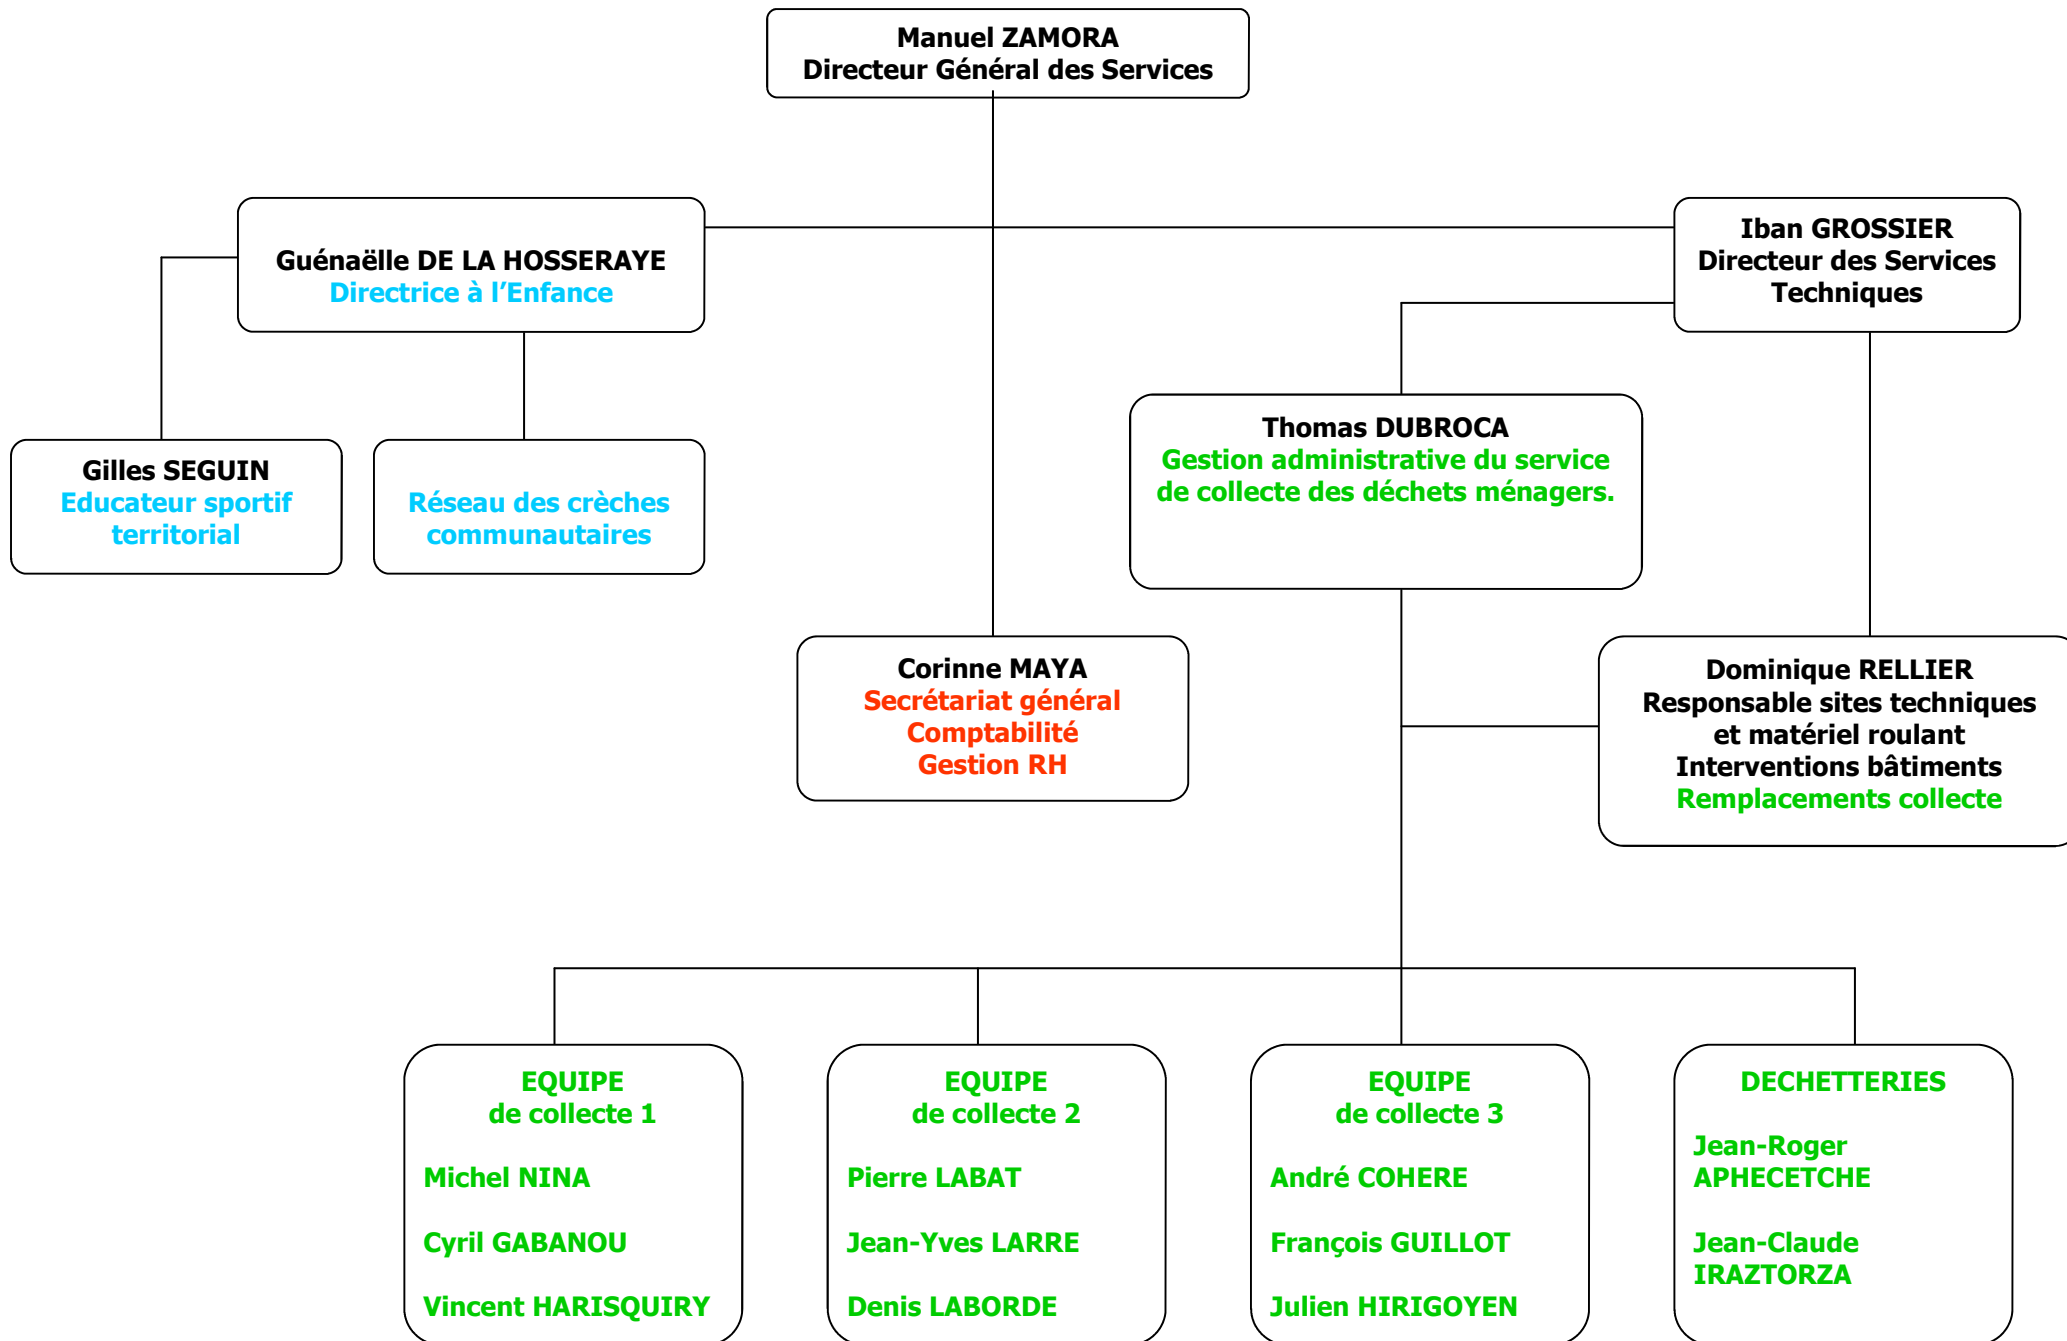 Manuel ZAMORA
Directeur Général des Services
Guénaëlle DE LA HOSSERAYE
Directrice à l’Enfance
Iban GROSSIER
Directeur des Services
Techniques
Gilles SEGUIN
Educateur sportif
territorial
Réseau des crèches
communautaires
Thomas DUBROCA
Gestion administrative du service
de collecte des déchets ménagers.
Corinne MAYA
Secrétariat général
Comptabilité
Gestion RH
Dominique RELLIER
Responsable sites techniques
et matériel roulant
Interventions bâtiments
Remplacements collecte
EQUIPE
de collecte 1
Michel NINA
Cyril GABANOU
Vincent HARISQUIRY
EQUIPE
de collecte 2
Pierre LABAT
Jean-Yves LARRE
Denis LABORDE
EQUIPE
de collecte 3
André COHERE
François GUILLOT
Julien HIRIGOYEN
DECHETTERIES
Jean-Roger
APHECETCHE
Jean-Claude
IRAZTORZA